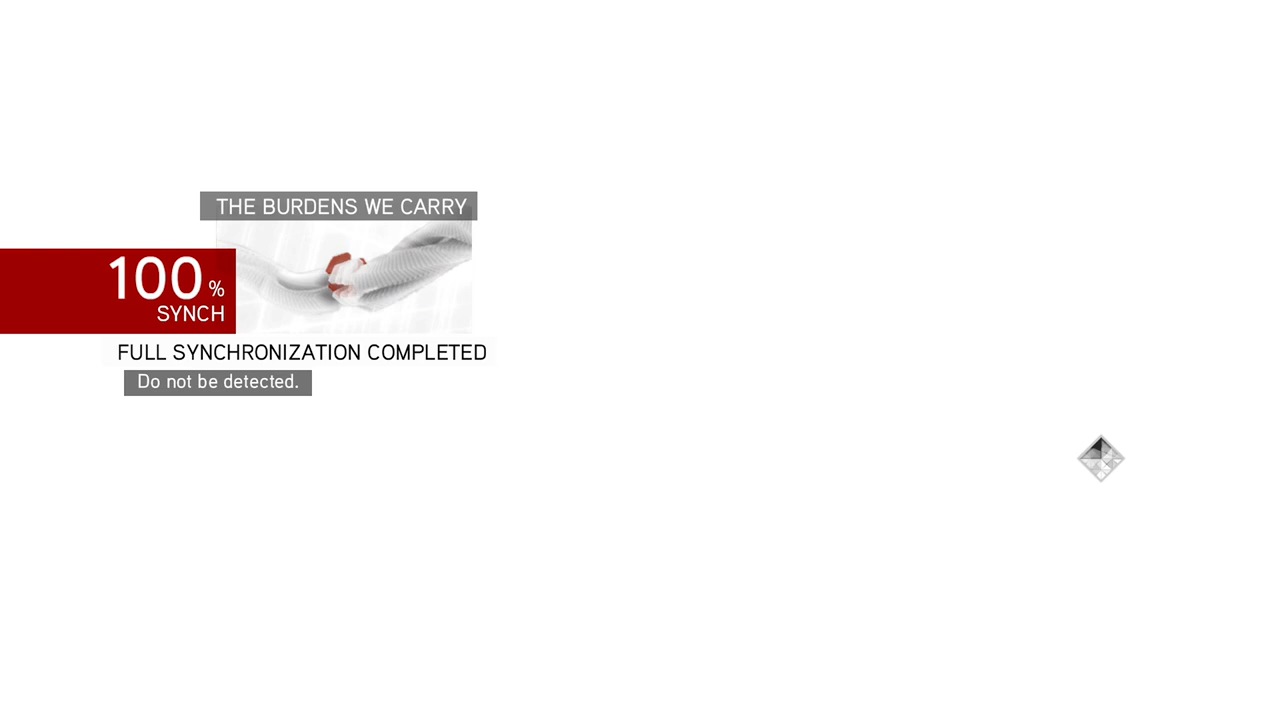 THE BURDENS WE CARRY
100%
SYNCH
FULL SYNCHRONIZATION COMPLETED
Do not be detected.